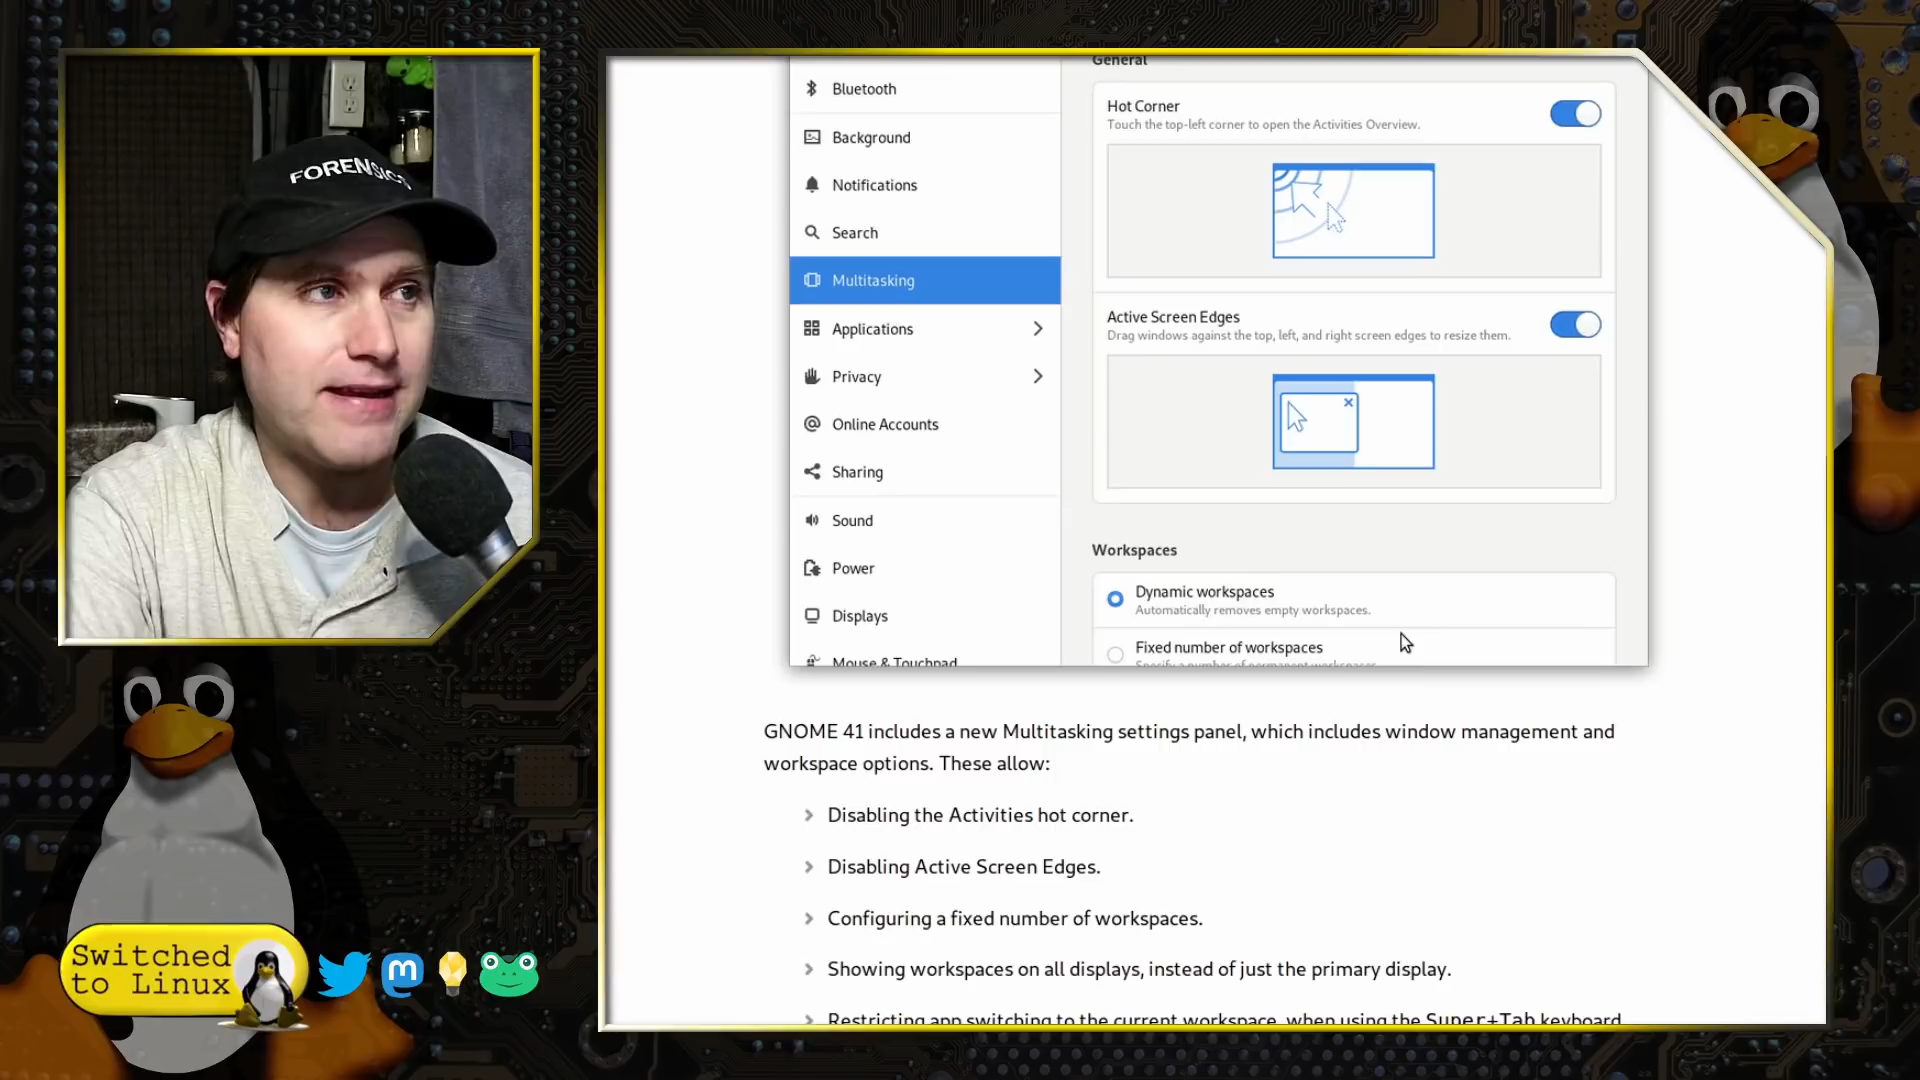 FORENSICS
General
Bluetooth
Background
Notifications
Search
Multitasking
Applications
Privacy
Online Accounts
Sharing
Sound
Power
Displays
Mouse & Touchpad
Hot Corner
Touch the top-left corner to open the Activities Overview.
Active Screen Edges
Drag windows against the top, left, and right screen edges to resize them.
Workspaces
Dynamic workspaces
Automatically removes empty workspaces.
Fixed number of workspaces
Specify a number of permanent workspaces.
GNOME 41 includes a new Multitasking settings panel, which includes window management and
workspace options. These allow:
Disabling the Activities hot corner.
Disabling Active Screen Edges.
Configuring a fixed number of workspaces.
Showing workspaces on all displays, instead of just the primary display.
Restricting app switching to the current workspace, when using the Super+Tab keyboard
Switched
to Linux